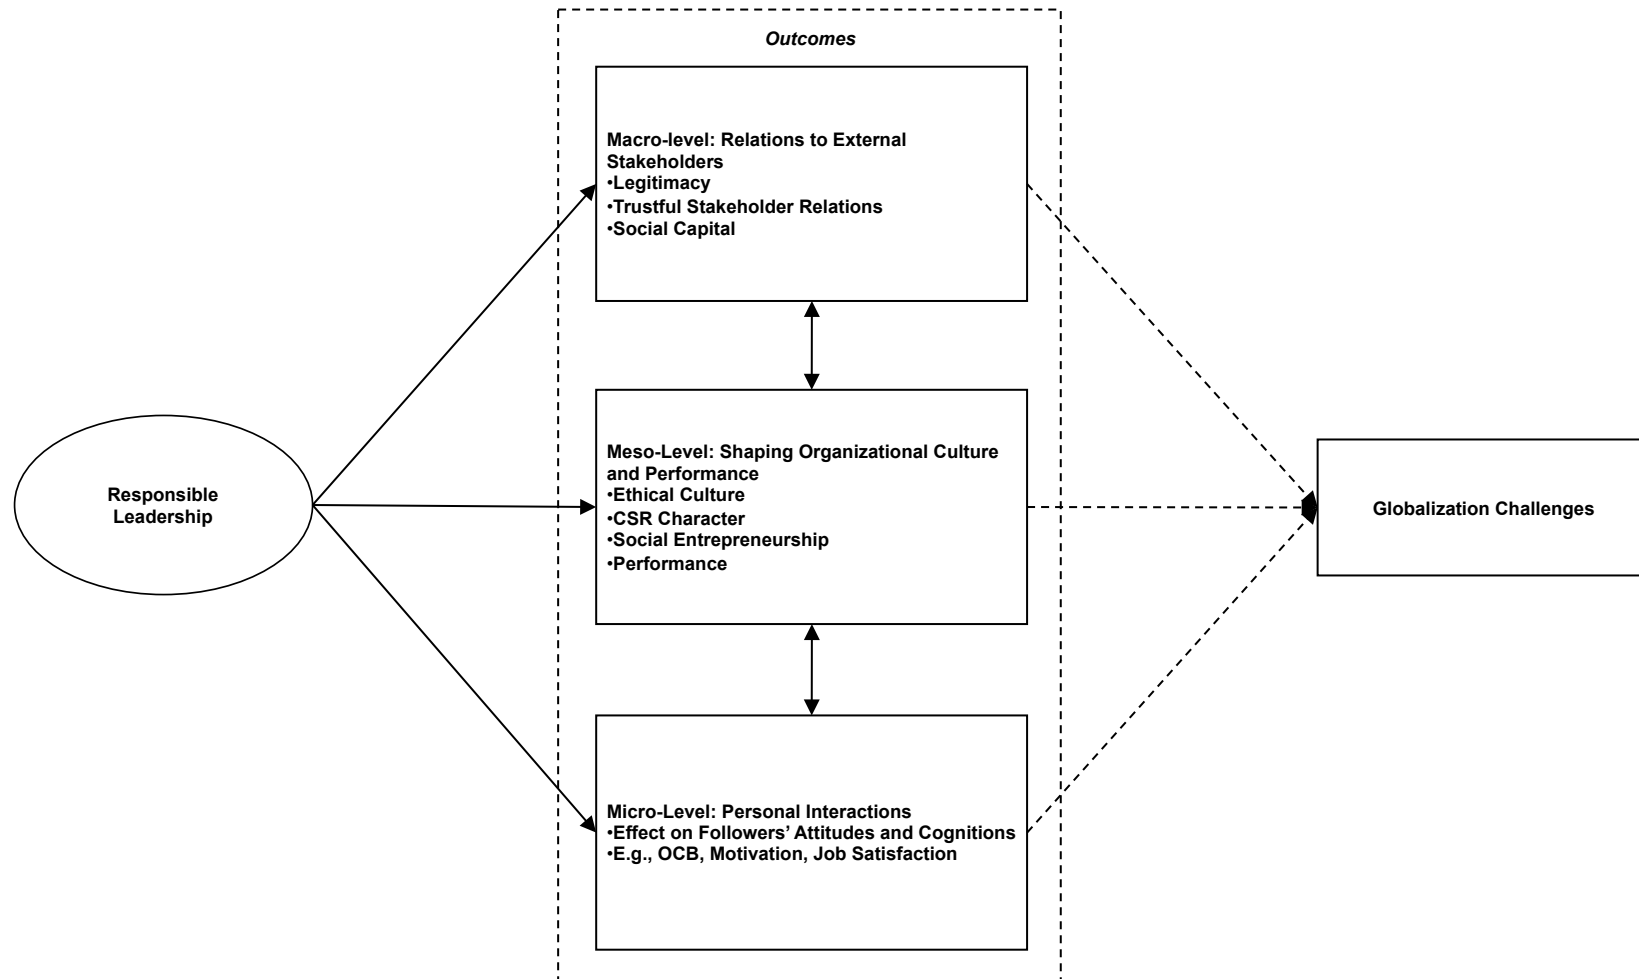 Outcomes
Macro-level: Relations to External
Stakeholders
•Legitimacy
•Trustful Stakeholder Relations
•Social Capital
Responsible
Leadership
Meso-Level: Shaping Organizational Culture
and Performance
•Ethical Culture
•CSR Character
•Social Entrepreneurship
•Performance
Globalization Challenges
Micro-Level: Personal Interactions
•Effect on Followers’ Attitudes and Cognitions
•E.g., OCB, Motivation, Job Satisfaction